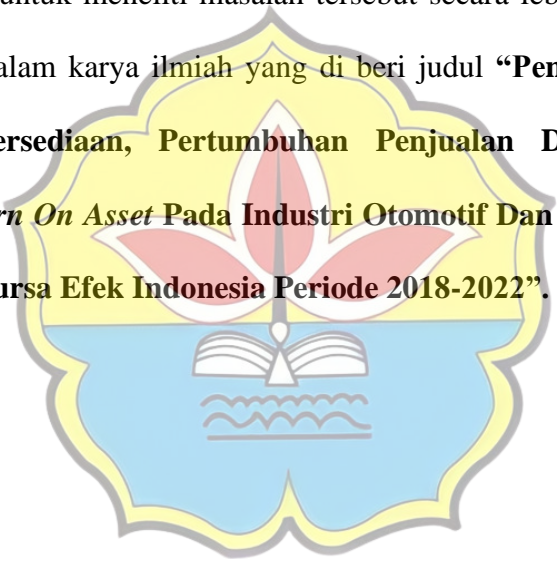 untuk meneliti masalah tersebut secara
alam karya ilmiah yang di beri judul
Pertumbuhan Penjualan
On Asset Pada Industri Otomotif Dan
Efek Indonesia Periode 2018-2022”.